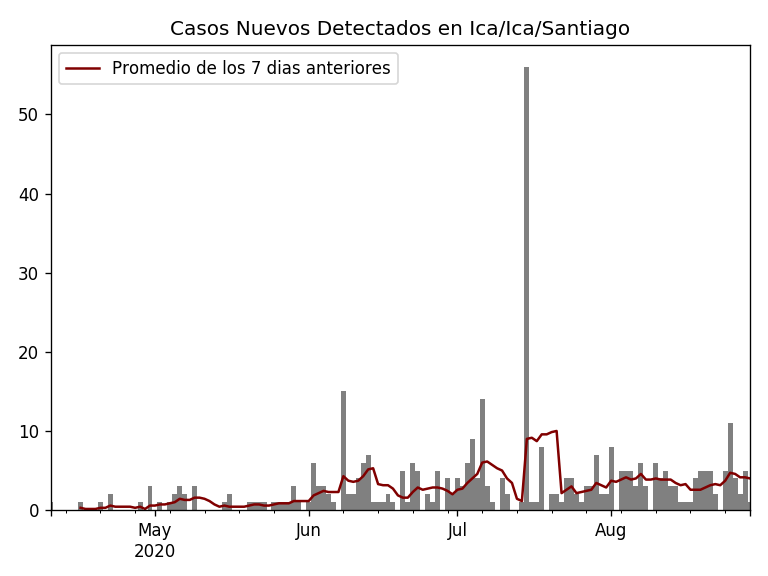 Casos Nuevos Detectados en Ica/Ica/Santiago
Promedio de los 7 dias anteriores
50
40
30
20
10
0
May
2020
Jun
Jul
Aug